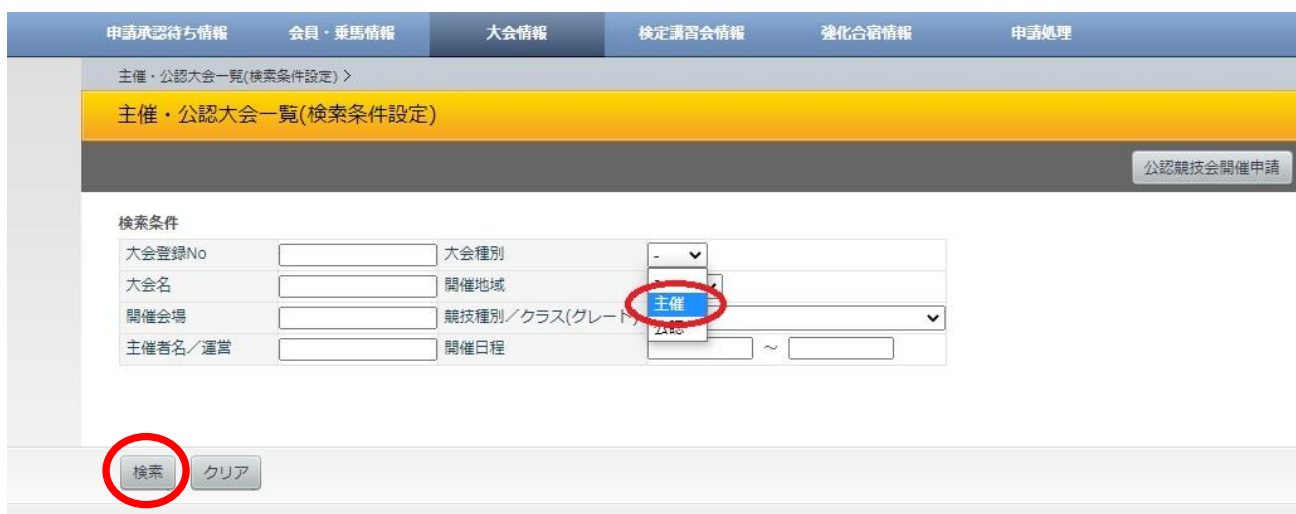 申請承認待ち情報 会員・乗馬情報 大会情報 検定講習会情報 強化合宿情報 申請処理
主催・公認大会一覧(検索条件設定) >
主催・公認大会一覧(検索条件設定)
公認競技会開催申請
検索条件
大会登録No 大会種別 -
大会名 開催地域 -
主催
開催会場 競技種別／クラス(グレード)
公認
主催者名／運営 開催日程 ～
検索 クリア